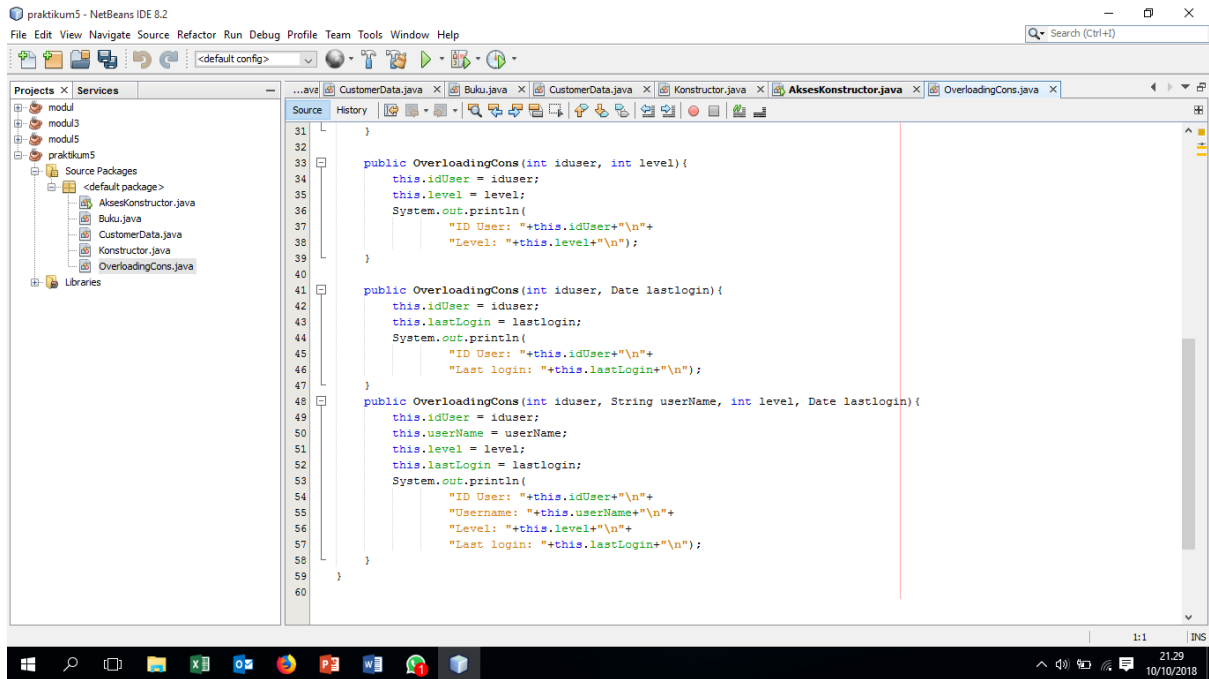 praktikum5 - NetBeans IDE 8.2
File Edit View Navigate Source Refactor Run Debug Profile Team Tools Window Help
Search (Ctrl+I)
<default config>
Projects × Services
...ava CustomerData.java × Buku.java × CustomerData.java × Konstructor.java × AksesKonstructor.java × OverloadingCons.java ×
Source History
modul
modul3
modul5
praktikum5
Source Packages
<default package>
AksesKonstructor.java
Buku.java
CustomerData.java
Konstructor.java
OverloadingCons.java
Libraries
31 }
32
33 public OverloadingCons(int iduser, int level){
34 this.idUser = iduser;
35 this.level = level;
36 System.out.println(
37 "ID User: "+this.idUser+"\n"+
38 "Level: "+this.level+"\n");
39 }
40
41 public OverloadingCons(int iduser, Date lastlogin){
42 this.idUser = iduser;
43 this.lastLogin = lastlogin;
44 System.out.println(
45 "ID User: "+this.idUser+"\n"+
46 "Last login: "+this.lastLogin+"\n");
47 }
48 public OverloadingCons(int iduser, String userName, int level, Date lastlogin){
49 this.idUser = iduser;
50 this.userName = userName;
51 this.level = level;
52 this.lastLogin = lastlogin;
53 System.out.println(
54 "ID User: "+this.idUser+"\n"+
55 "Username: "+this.userName+"\n"+
56 "Level: "+this.level+"\n"+
57 "Last login: "+this.lastLogin+"\n");
58 }
59 }
60
1:1 INS
21.29
10/10/2018